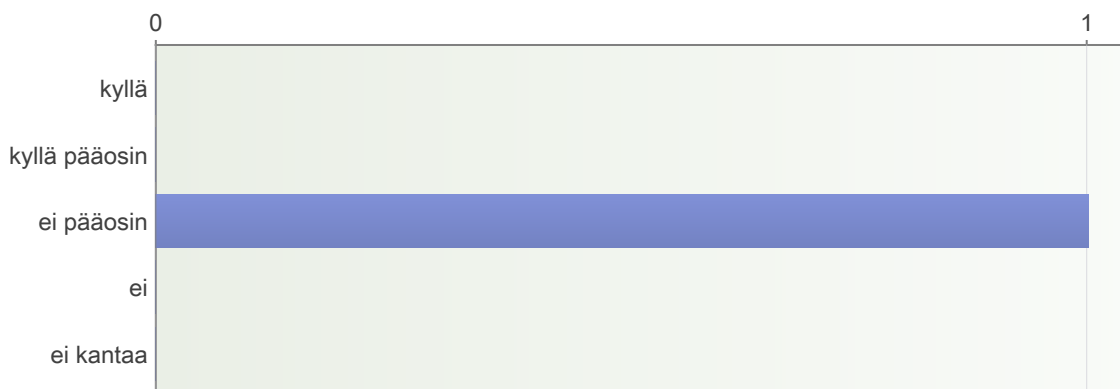 0 1
kyllä
kyllä pääosin
ei pääosin
ei
ei kantaa